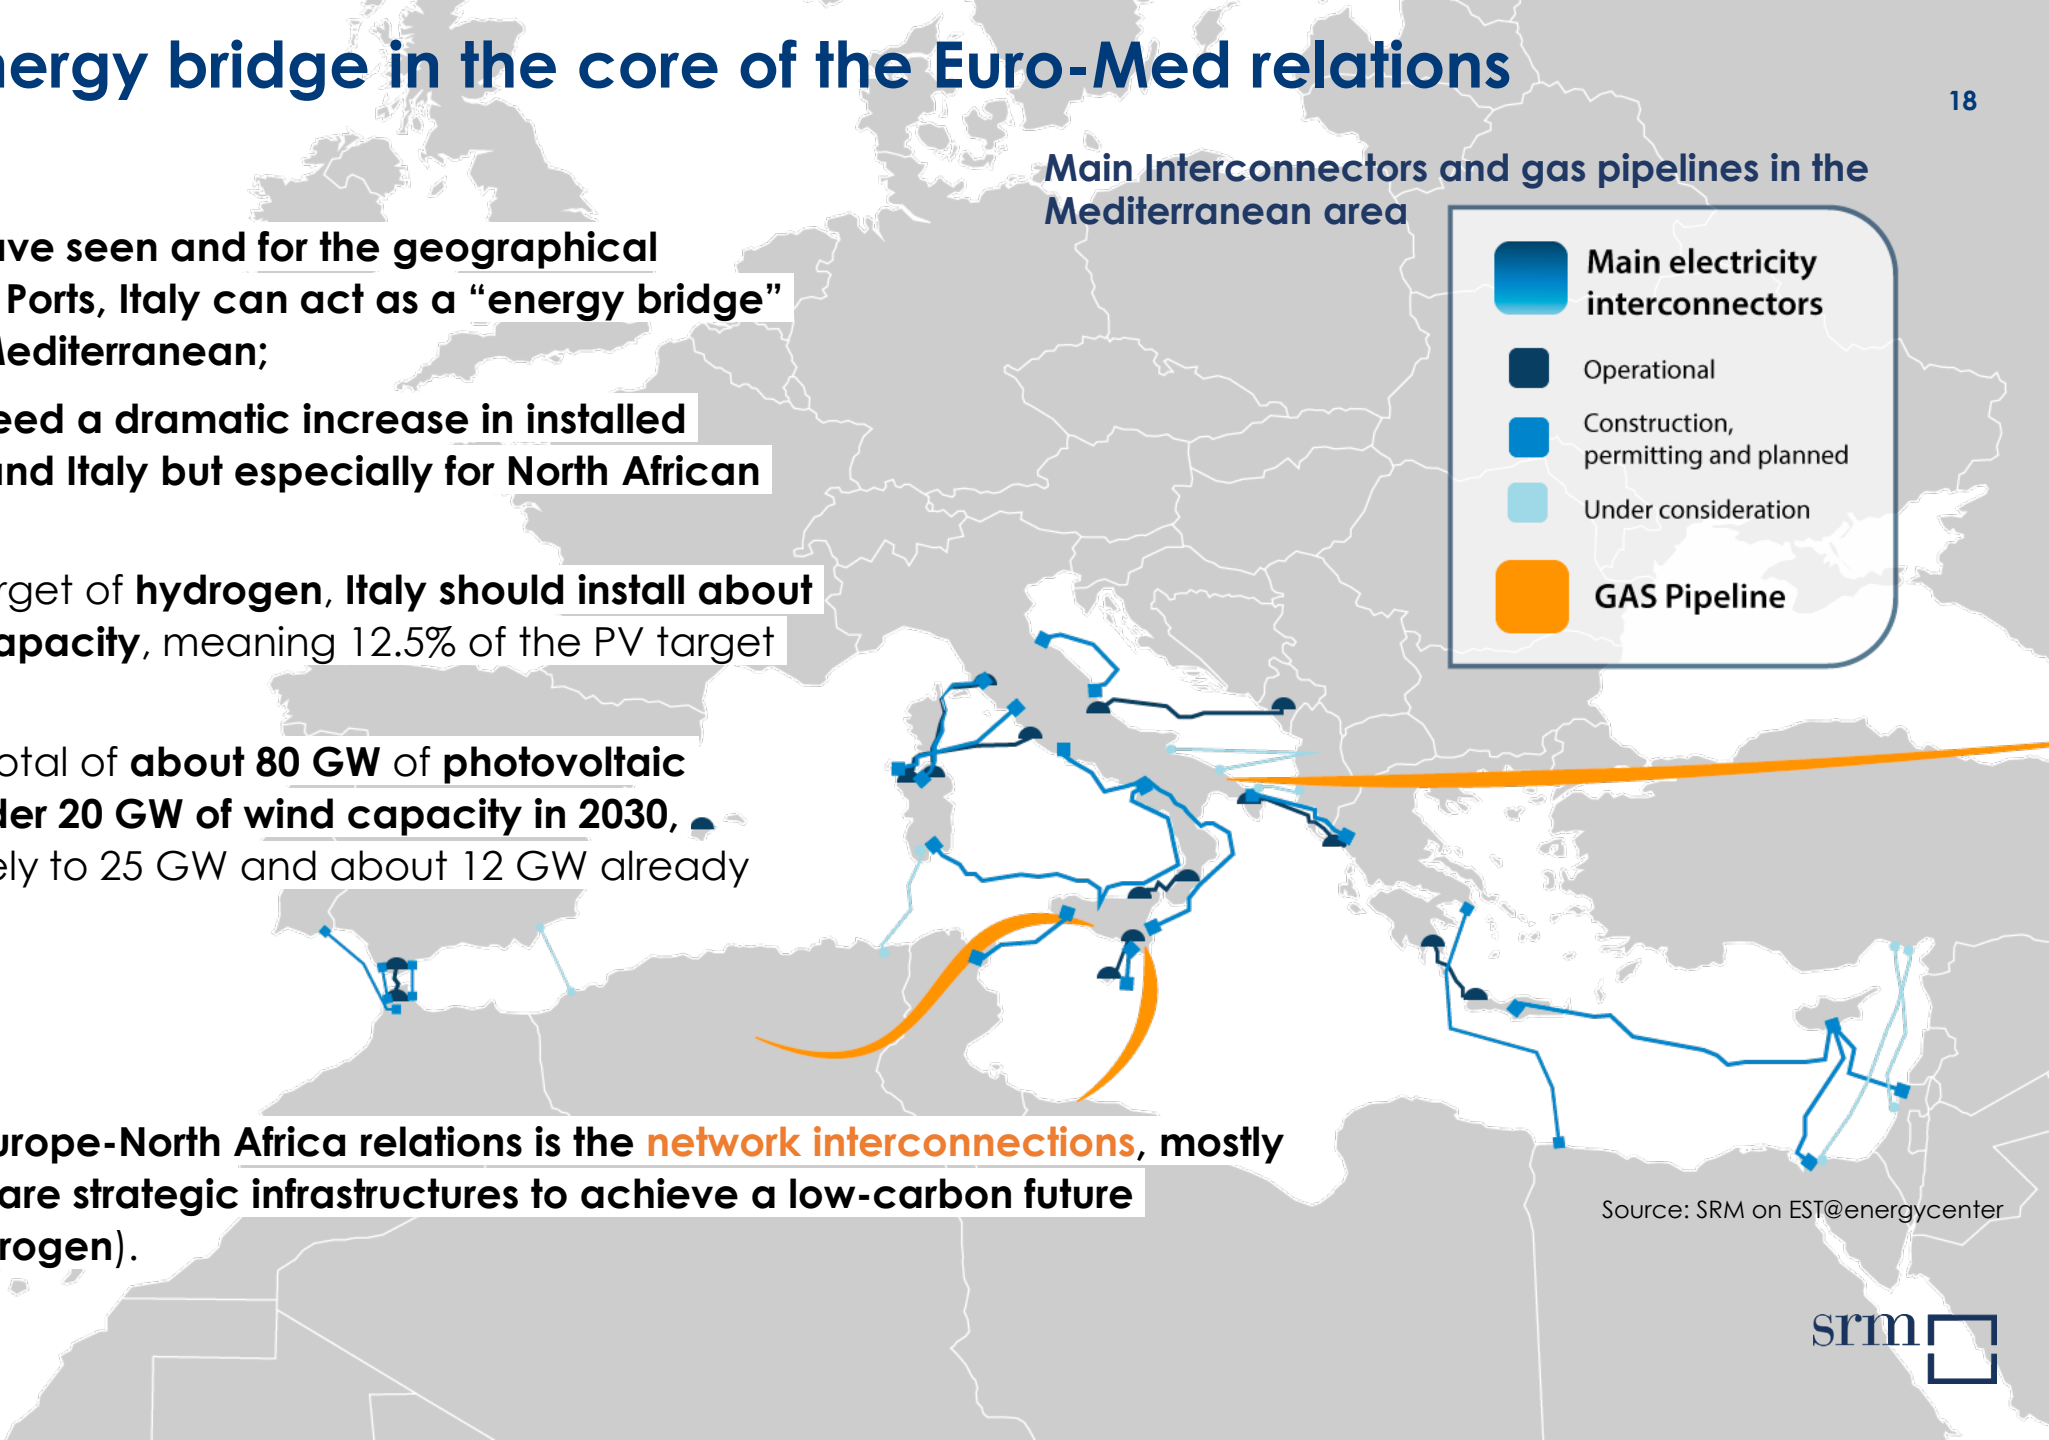 ergy bridge in the core of the Euro-Med relations
18
Main Interconnectors and gas pipelines in the
Mediterranean area
ave seen and for the geographical
Ports, Italy can act as a “energy bridge”
Mediterranean;
eed a dramatic increase in installed
and Italy but especially for North African
rget of hydrogen, Italy should install about
apacity, meaning 12.5% of the PV target
otal of about 80 GW of photovoltaic
der 20 GW of wind capacity in 2030,
ely to 25 GW and about 12 GW already
urope-North Africa relations is the network interconnections, mostly
are strategic infrastructures to achieve a low-carbon future
rogen).
Main electricity
interconnectors
Operational
Construction,
permitting and planned
Under consideration
GAS Pipeline
Source: SRM on EST@energycenter
srm